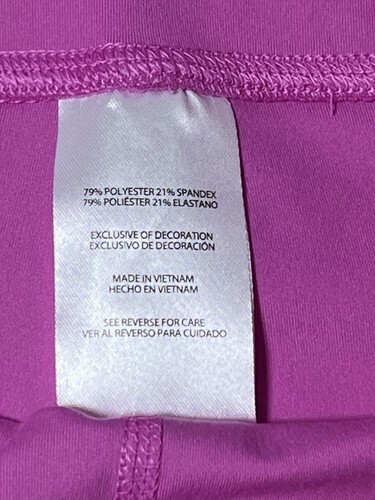 79% POLYESTER 21% SPANDEX
79% POLIÉSTER 21% ELASTANO
EXCLUSIVE OF DECORATION
EXCLUSIVO DE DECORACIÓN
MADE IN VIETNAM
HECHO EN VIETNAM
SEE REVERSE FOR CARE
VER AL REVERSO PARA CUIDADO